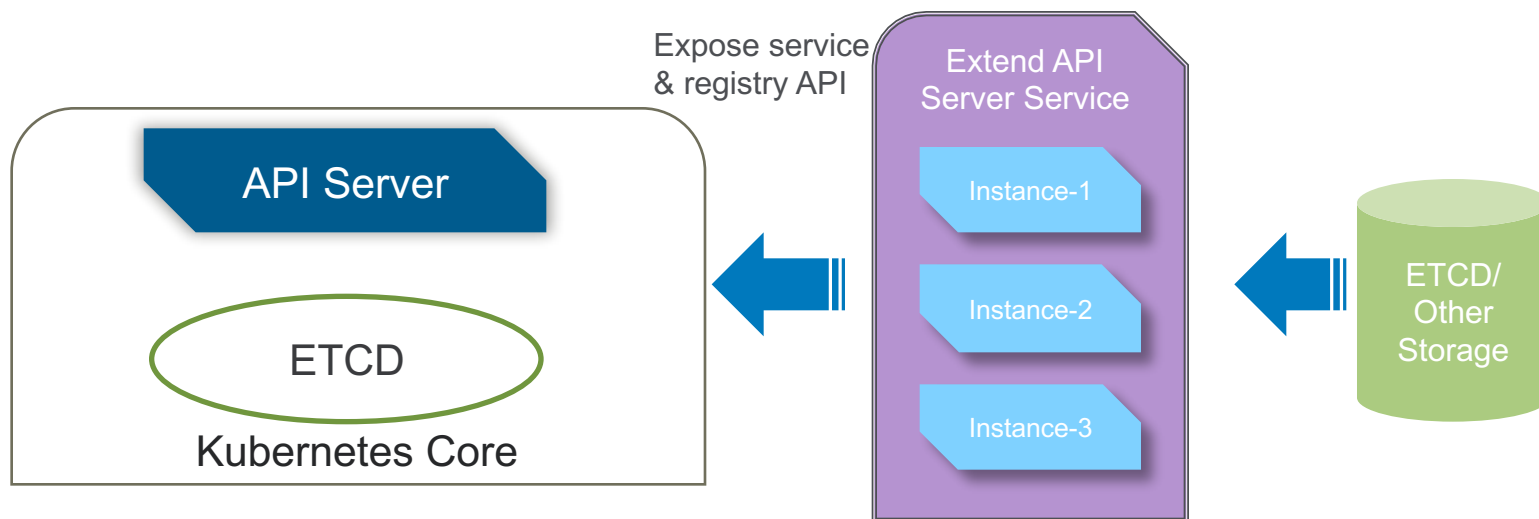 API Server
ETCD
Kubernetes Core
Expose service
& registry API
Extend API
Server Service
Instance-1
Instance-2
Instance-3
ETCD/
Other
Storage